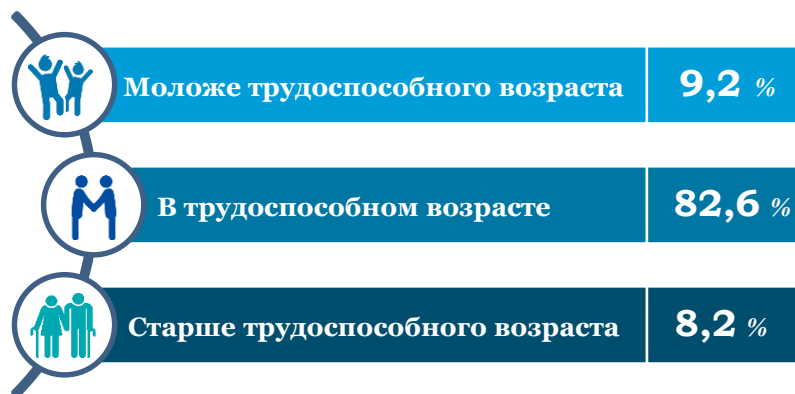 Моложе трудоспособного возраста 9,2 %
В трудоспособном возрасте 82,6 %
Старше трудоспособного возраста 8,2 %